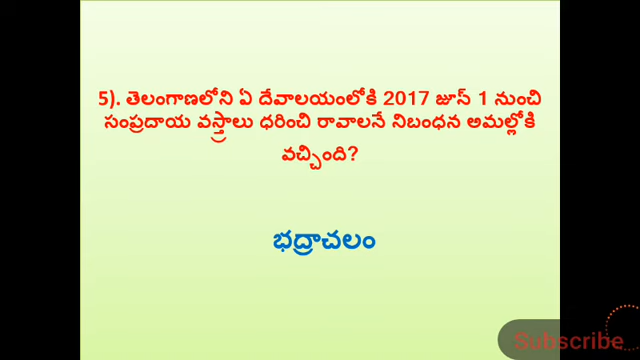 5). తెలంగాణలోని ఏ దేవాలయంలోకి 2017 జూన్ 1 నుంచి
సంప్రదాయ వస్త్రాలు ధరించి రావాలనే నిబంధన అమల్లోకి
వచ్చింది?
భద్రాచలం
Subscribe